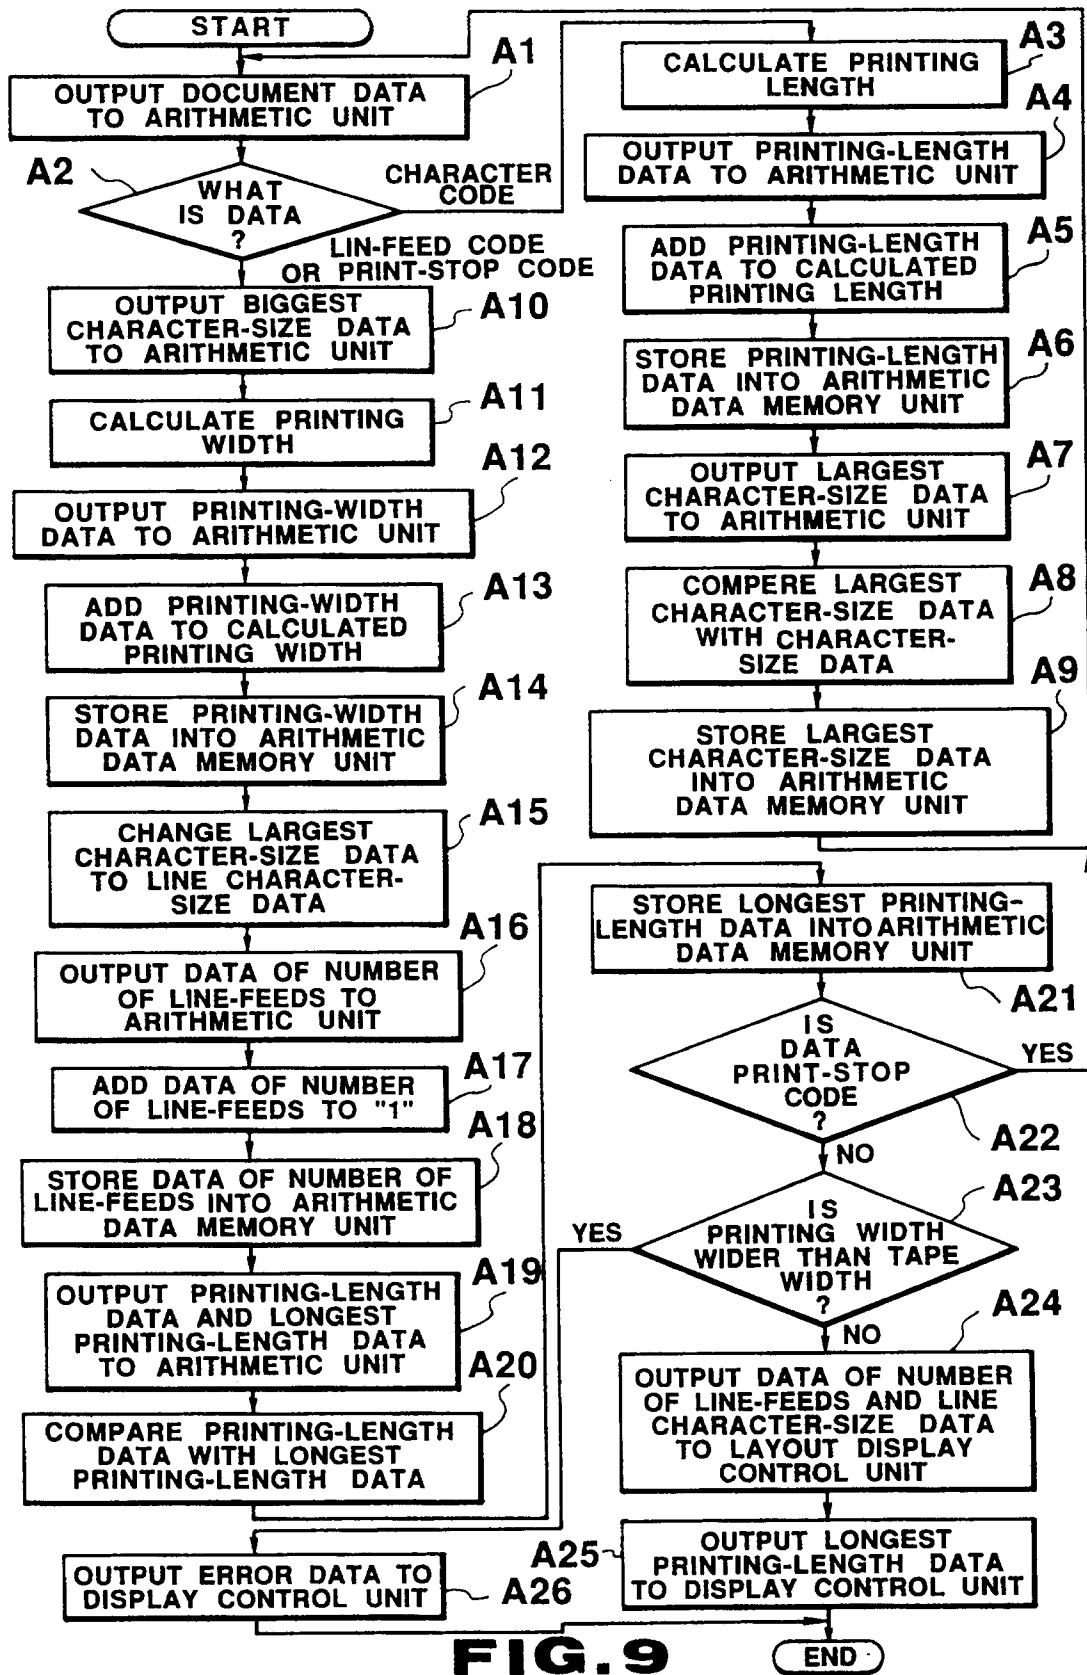 START
A1
OUTPUT DOCUMENT DATA
TO ARITHMETIC UNIT
A2
WHAT
IS DATA
?
CHARACTER
CODE
LIN-FEED CODE
OR PRINT-STOP CODE
A3
CALCULATE PRINTING
LENGTH
A4
OUTPUT PRINTING-LENGTH
DATA TO ARITHMETIC UNIT
A5
ADD PRINTING-LENGTH
DATA TO CALCULATED
PRINTING LENGTH
A6
STORE PRINTING-LENGTH
DATA INTO ARITHMETIC
DATA MEMORY UNIT
A7
OUTPUT LARGEST
CHARACTER-SIZE DATA
TO ARITHMETIC UNIT
A8
COMPERE LARGEST
CHARACTER-SIZE DATA
WITH CHARACTER-
SIZE DATA
A9
STORE LARGEST
CHARACTER-SIZE DATA
INTO ARITHMETIC
DATA MEMORY UNIT
A10
OUTPUT BIGGEST
CHARACTER-SIZE DATA
TO ARITHMETIC UNIT
A11
CALCULATE PRINTING
WIDTH
A12
OUTPUT PRINTING-WIDTH
DATA TO ARITHMETIC UNIT
A13
ADD PRINTING-WIDTH
DATA TO CALCULATED
PRINTING WIDTH
A14
STORE PRINTING-WIDTH
DATA INTO ARITHMETIC
DATA MEMORY UNIT
A15
CHANGE LARGEST
CHARACTER-SIZE DATA
TO LINE CHARACTER-
SIZE DATA
A16
OUTPUT DATA OF NUMBER
OF LINE-FEEDS TO
ARITHMETIC UNIT
A17
ADD DATA OF NUMBER
OF LINE-FEEDS TO "1"
A18
STORE DATA OF NUMBER OF
LINE-FEEDS INTO ARITHMETIC
DATA MEMORY UNIT
A19
OUTPUT PRINTING-LENGTH
DATA AND LONGEST
PRINTING-LENGTH DATA
TO ARITHMETIC UNIT
A20
COMPARE PRINTING-LENGTH
DATA WITH LONGEST
PRINTING-LENGTH DATA
STORE LONGEST PRINTING-
LENGTH DATA INTO ARITHMETIC
DATA MEMORY UNIT
A21
IS
DATA
PRINT-STOP
CODE
?
YES
A22
NO
A23
IS
PRINTING WIDTH
WIDER THAN TAPE
WIDTH
?
YES
NO
A24
OUTPUT DATA OF NUMBER
OF LINE-FEEDS AND LINE
CHARACTER-SIZE DATA
TO LAYOUT DISPLAY
CONTROL UNIT
A25
OUTPUT LONGEST
PRINTING-LENGTH DATA
TO DISPLAY CONTROL UNIT
OUTPUT ERROR DATA TO
DISPLAY CONTROL UNIT
A26
END
FIG.9